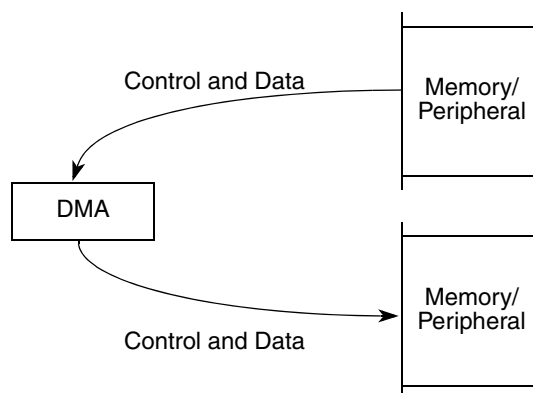 Control and Data
Memory/
Peripheral
DMA
Memory/
Peripheral
Control and Data